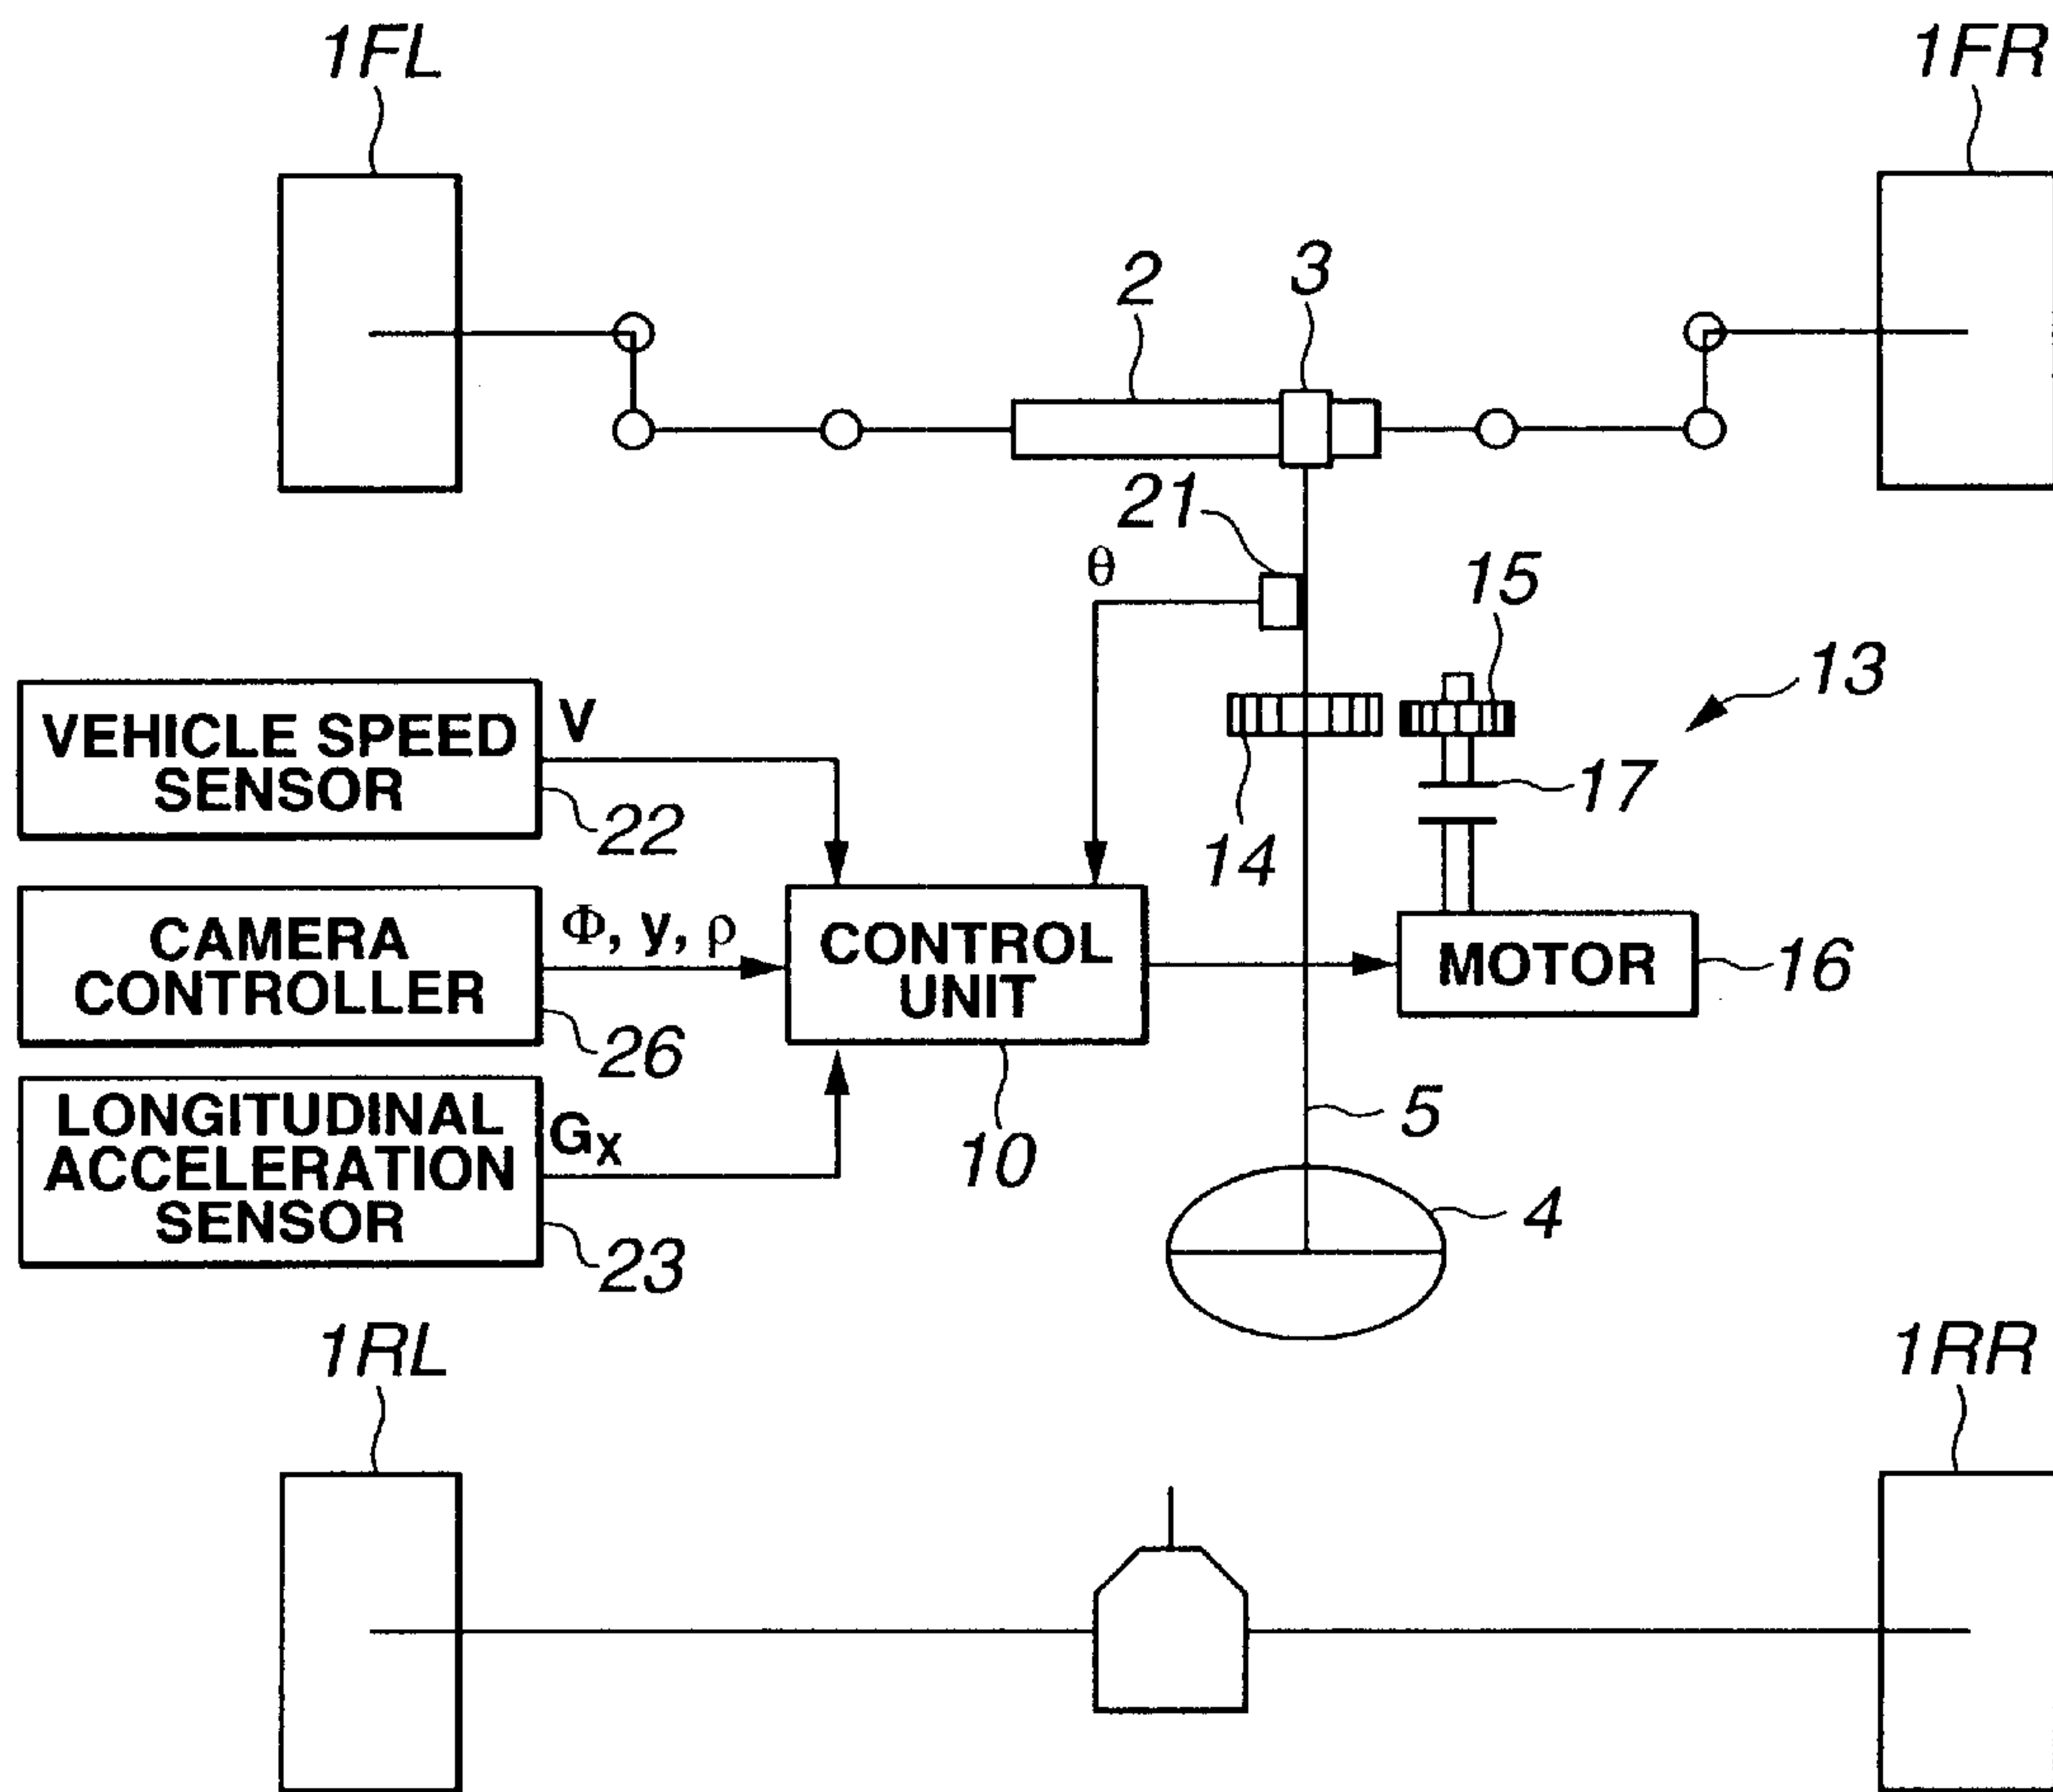 1FL
1FR
2
3
21
θ
15
13
VEHICLE SPEED
SENSOR
V
22
17
14
CAMERA
CONTROLLER
Φ, y, ρ
26
CONTROL
UNIT
10
MOTOR
16
LONGITUDINAL
ACCELERATION
SENSOR
GX
23
5
4
1RL
1RR